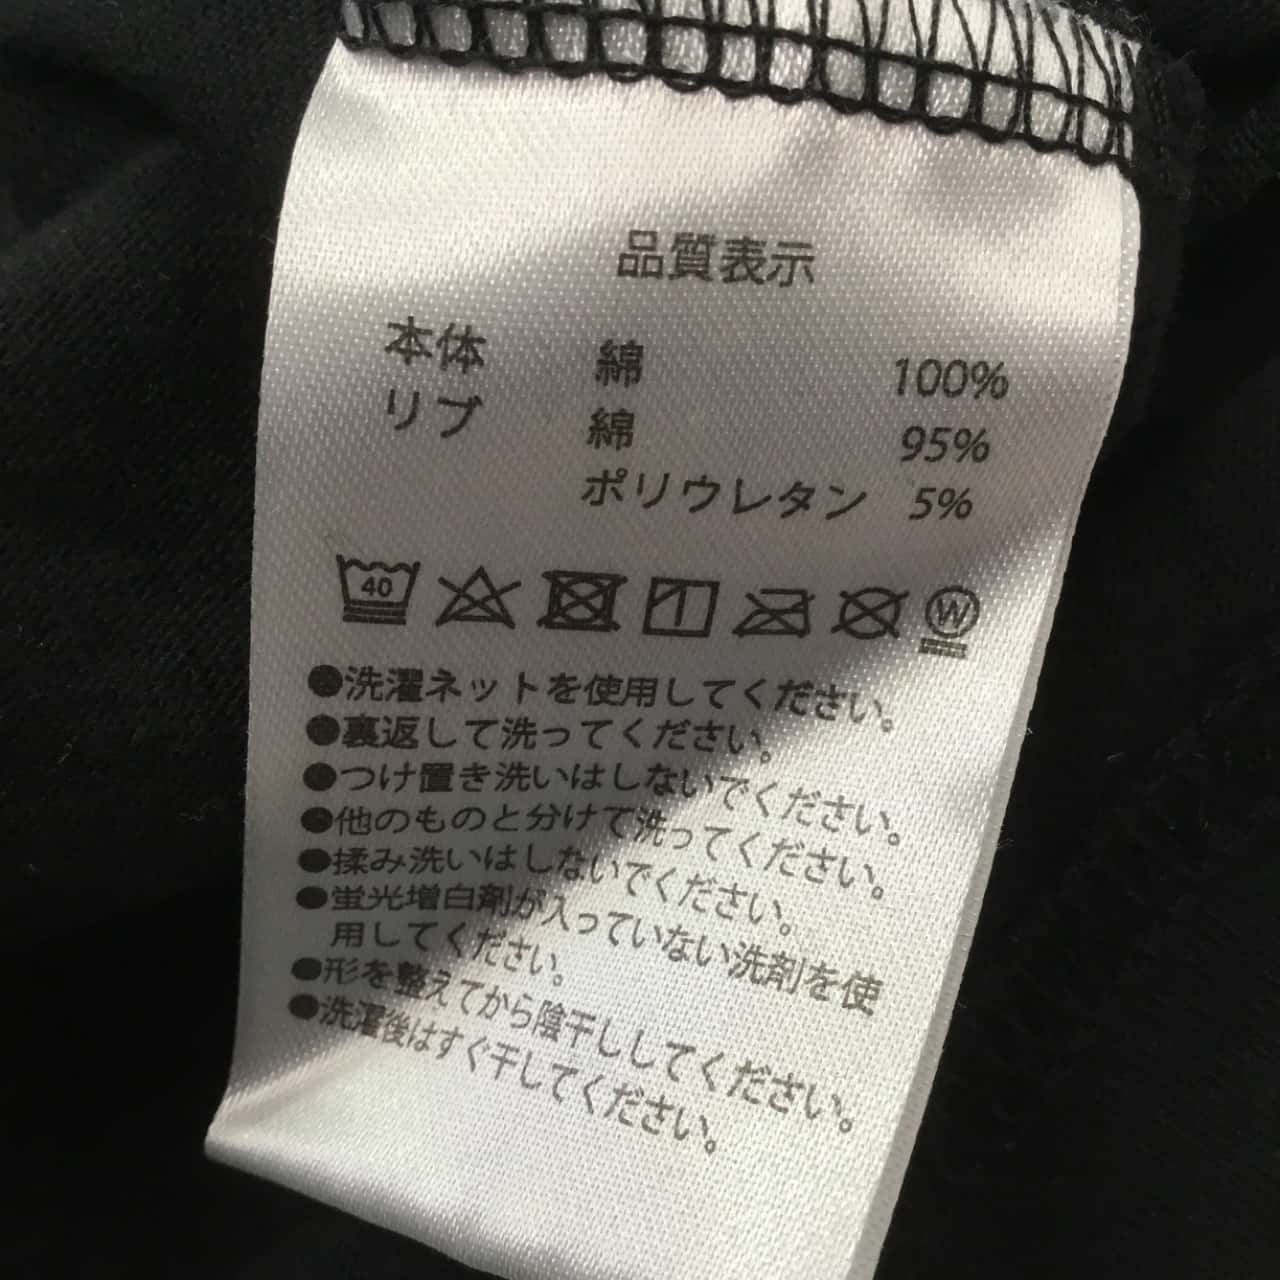 品質表示
本体 綿 100%
リブ 綿 95%
ポリウレタン 5%
40 W
●洗濯ネットを使用してください。
●裏返して洗ってください。
●つけ置き洗いはしないでください。
●他のものと分けて洗ってください。
●揉み洗いはしないでください。
●蛍光増白剤が入っていない洗剤を使
用してください。
●形を整えてから陰干ししてください。
●洗濯後はすぐ干してください。